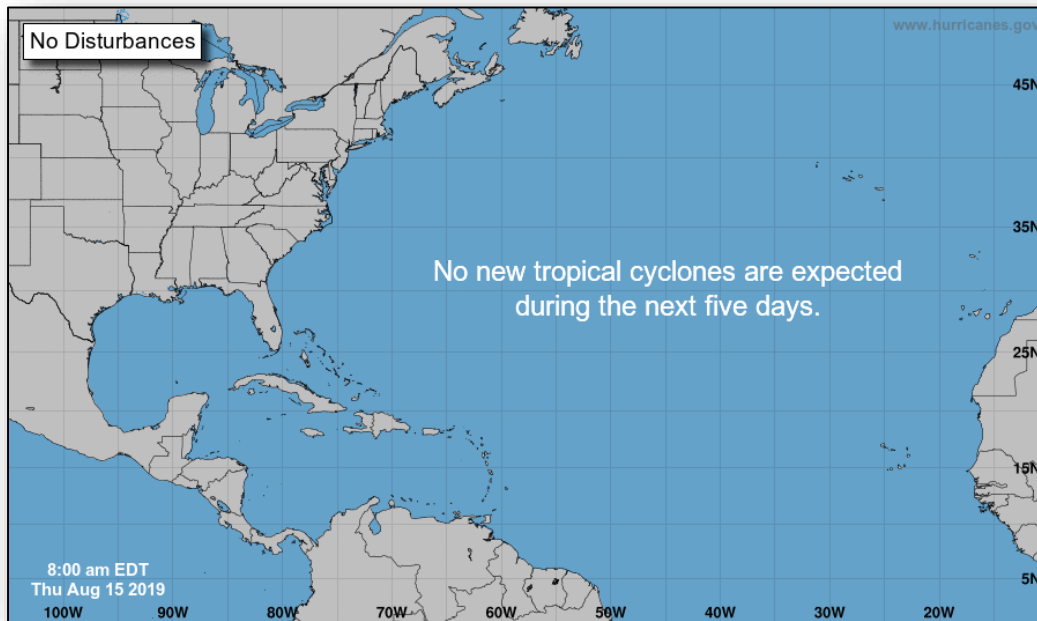 No Disturbances
www.hurricanes.gov
45N
35N
No new tropical cyclones are expected
during the next five days.
25N
15N
8:00 am EDT
Thu Aug 15 2019
5N
100W 90W 80W 70W 60W 50W 40W 30W 20W